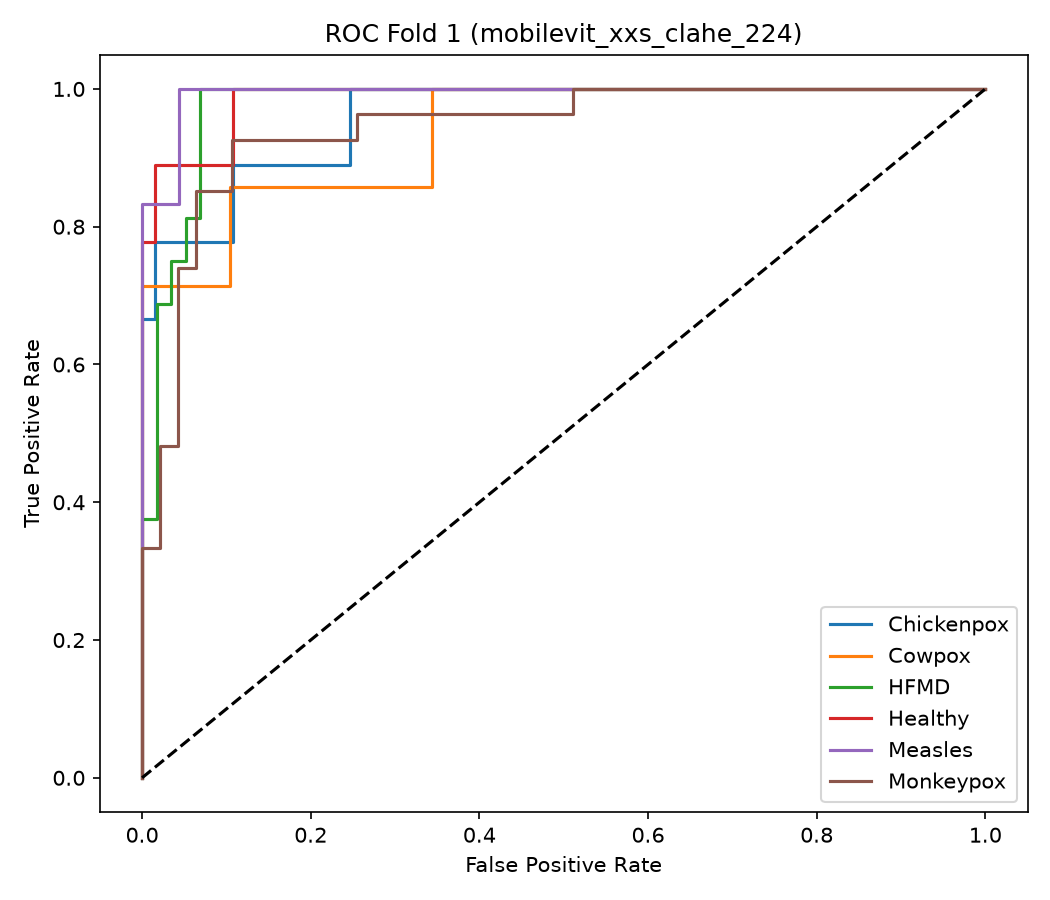 ROC Fold 1 (mobilevit_xxs_clahe_224)
True Positive Rate
1.0
0.8
0.6
0.4
0.2
0.0
0.0 0.2 0.4 0.6 0.8 1.0
False Positive Rate
Chickenpox
Cowpox
HFMD
Healthy
Measles
Monkeypox